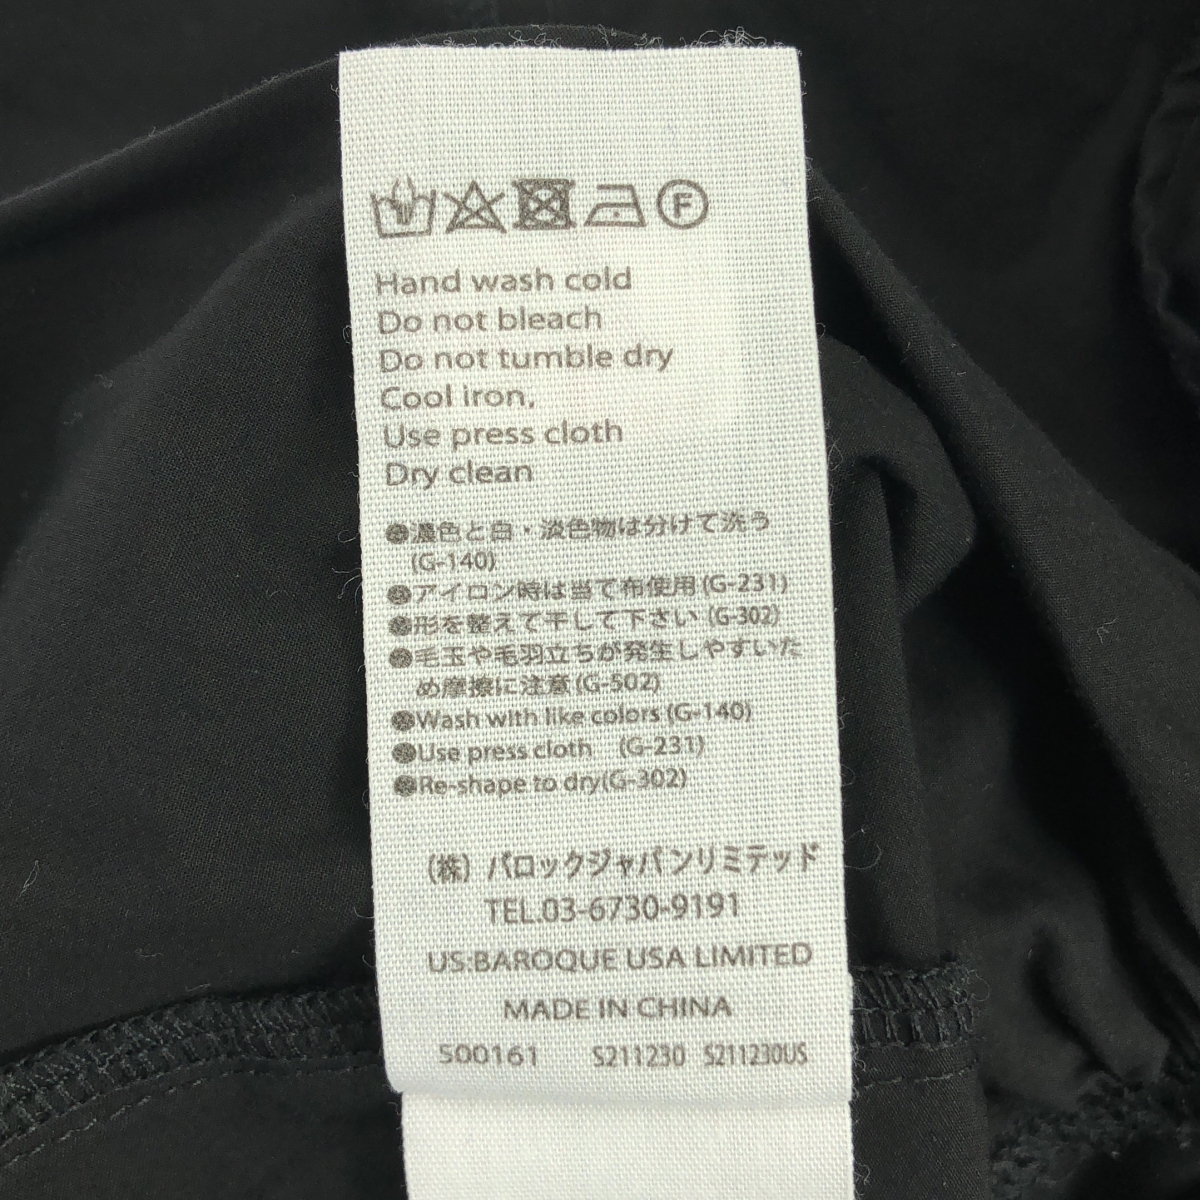 F
Hand wash cold
Do not bleach
Do not tumble dry
Cool iron.
Use press cloth
Dry clean
●濃色と白・淡色物は分けて洗う
(G-140)
●アイロン時は当て布使用(G-231)
●形を整えて干して下さい(G-302)
●毛玉や毛羽立ちが発生しやすいた
め摩擦に注意(G-502)
●Wash with like colors (G-140)
●Use press cloth (G-231)
●Re-shape to dry(G-302)
(株) バロックジャパンリミテッド
TEL.03-6730-9191
US:BAROQUE USA LIMITED
MADE IN CHINA
500161 S211230 S211230US